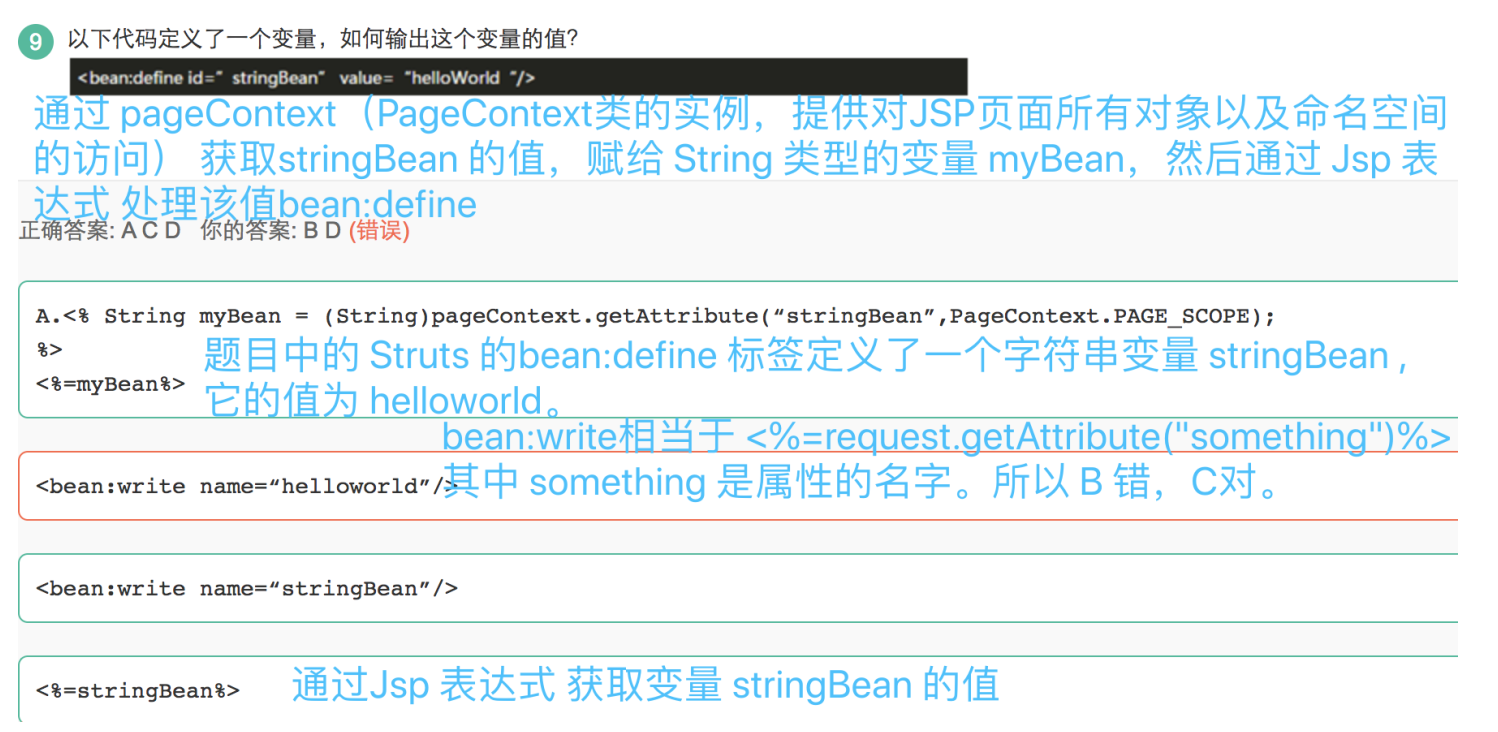 9 以下代码定义了一个变量，如何输出这个变量的值？
<bean:define id=“ stringBean” value= “helloWorld ”/>
通过 pageContext（PageContext类的实例，提供对JSP页面所有对象以及命名空间
的访问） 获取stringBean 的值，赋给 String 类型的变量 myBean，然后通过 Jsp 表
达式 处理该值bean:define
正确答案: A C D 你的答案: B D (错误)
A.<% String myBean = (String)pageContext.getAttribute(“stringBean”,PageContext.PAGE_SCOPE);
%>
题目中的 Struts 的bean:define 标签定义了一个字符串变量 stringBean ,
<%=myBean%>
它的值为 helloworld。
bean:write相当于 <%=request.getAttribute("something")%>
<bean:write name=“helloworld”/>
其中 something 是属性的名字。所以 B 错，C对。
<bean:write name=“stringBean”/>
<%=stringBean%>
通过Jsp 表达式 获取变量 stringBean 的值